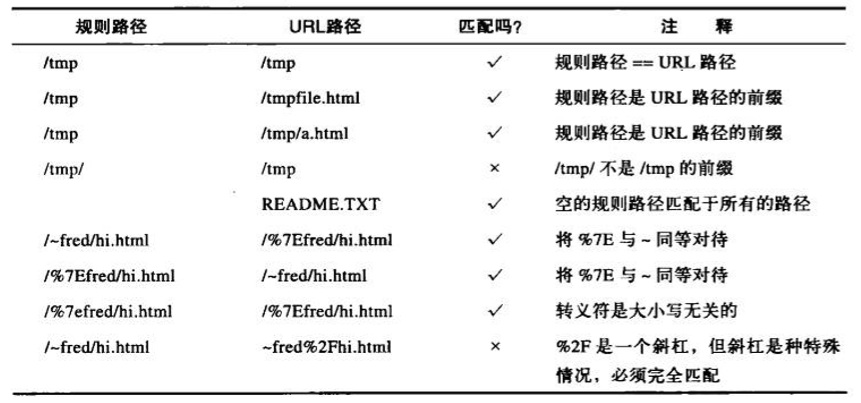 规则路径 URL路径 匹配吗? 注 释
/tmp /tmp ✓ 规则路径 == URL 路径
/tmp /tmpfile.html ✓ 规则路径是 URL 路径的前缀
/tmp /tmp/a.html ✓ 规则路径是 URL 路径的前缀
/tmp/ /tmp × /tmp/ 不是 /tmp 的前缀
README.TXT ✓ 空的规则路径匹配于所有的路径
/~fred/hi.html /%7Efred/hi.html ✓ 将 %7E 与 ~ 同等对待
/%7Efred/hi.html /~fred/hi.html ✓ 将 %7E 与 ~ 同等对待
/%7efred/hi.html /%7Efred/hi.html ✓ 转义符是大小写无关的
/~fred/hi.html ~fred%2Fhi.html × %2F 是一个斜杠，但斜杠是种特殊
情况，必须完全匹配